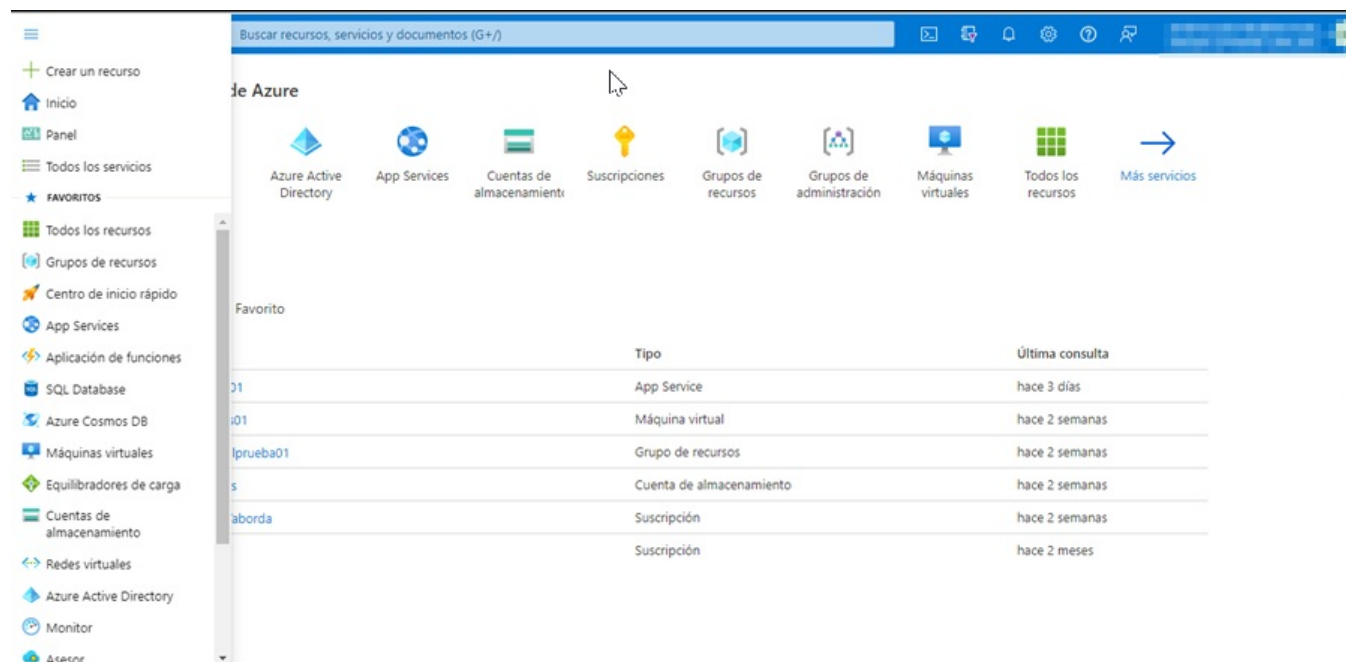 Buscar recursos, servicios y documentos (G+/)
Crear un recurso
Inicio
Panel
Todos los servicios
FAVORITOS
Todos los recursos
Grupos de recursos
Centro de inicio rápido
App Services
Aplicación de funciones
SQL Database
Azure Cosmos DB
Máquinas virtuales
Equilibradores de carga
Cuentas de
almacenamiento
Redes virtuales
Azure Active Directory
Monitor
Asesor
de Azure
Azure Active
Directory
App Services
Cuentas de
almacenamiento
Suscripciones
Grupos de
recursos
Grupos de
administración
Máquinas
virtuales
Todos los
recursos
Más servicios
Favorito
Tipo Última consulta
01 App Service hace 3 días
s01 Máquina virtual hace 2 semanas
lprueba01 Grupo de recursos hace 2 semanas
s Cuenta de almacenamiento hace 2 semanas
aborda Suscripción hace 2 semanas
Suscripción hace 2 meses